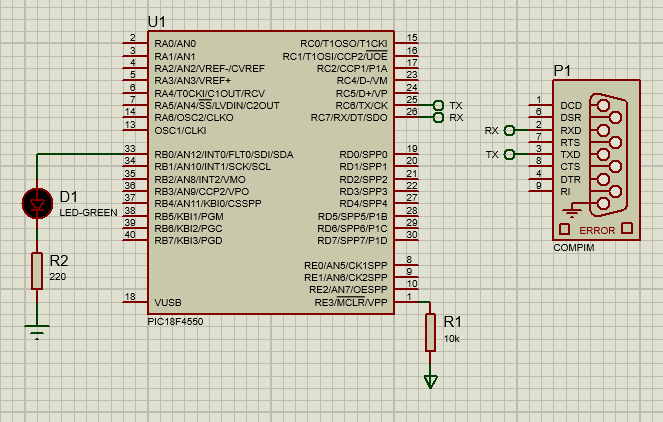 U1
2 RA0/AN0
3 RA1/AN1
4 RA2/AN2/VREF-/CVREF
5 RA3/AN3/VREF+
6 RA4/T0CKI/C1OUT/RCV
7 RA5/AN4/SS/LVDIN/C2OUT
14 RA6/OSC2/CLKO
13 OSC1/CLKI
33 RB0/AN12/INT0/FLT0/SDI/SDA
34 RB1/AN10/INT1/SCK/SCL
35 RB2/AN8/INT2/VMO
36 RB3/AN9/CCP2/VPO
37 RB4/AN11/KBI0/CSSPP
38 RB5/KBI1/PGM
39 RB6/KBI2/PGC
40 RB7/KBI3/PGD
18 VUSB
RC0/T1OSO/T1CKI 15
RC1/T1OSI/CCP2/UOE 16
RC2/CCP1/P1A 17
RC4/D-/VM 23
RC5/D+/VP 24
RC6/TX/CK 25 TX
RC7/RX/DT/SDO 26 RX
RD0/SPP0 19
RD1/SPP1 20
RD2/SPP2 21
RD3/SPP3 22
RD4/SPP4 27
RD5/SPP5/P1B 28
RD6/SPP6/P1C 29
RD7/SPP7/P1D 30
RE0/AN5/CK1SPP 8
RE1/AN6/CK2SPP 9
RE2/AN7/OESPP 10
RE3/MCLR/VPP 1
PIC18F4550
D1
LED-GREEN
R2
220
R1
10k
P1
1 DCD
6 DSR
RX 2 RXD
7 RTS
TX 3 TXD
8 CTS
4 DTR
9 RI
ERROR
COMPIM